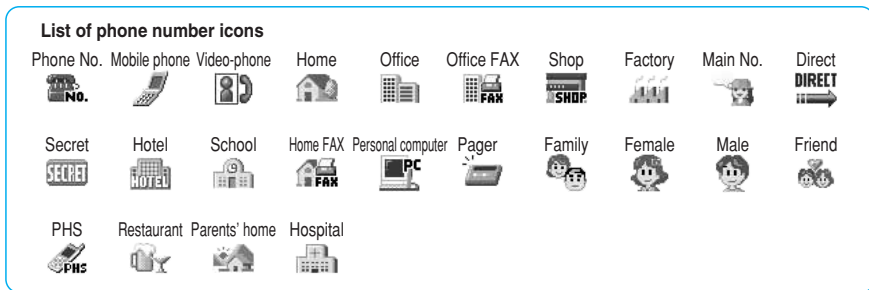 List of phone number icons
Phone No. Mobile phone Video-phone Home Office Office FAX Shop Factory Main No. Direct
NO. FAX SHOP DIRECT
Secret Hotel School Home FAX Personal computer Pager Family Female Male Friend
SECRET HOTEL FAX PC
PHS Restaurant Parents' home Hospital
PHS